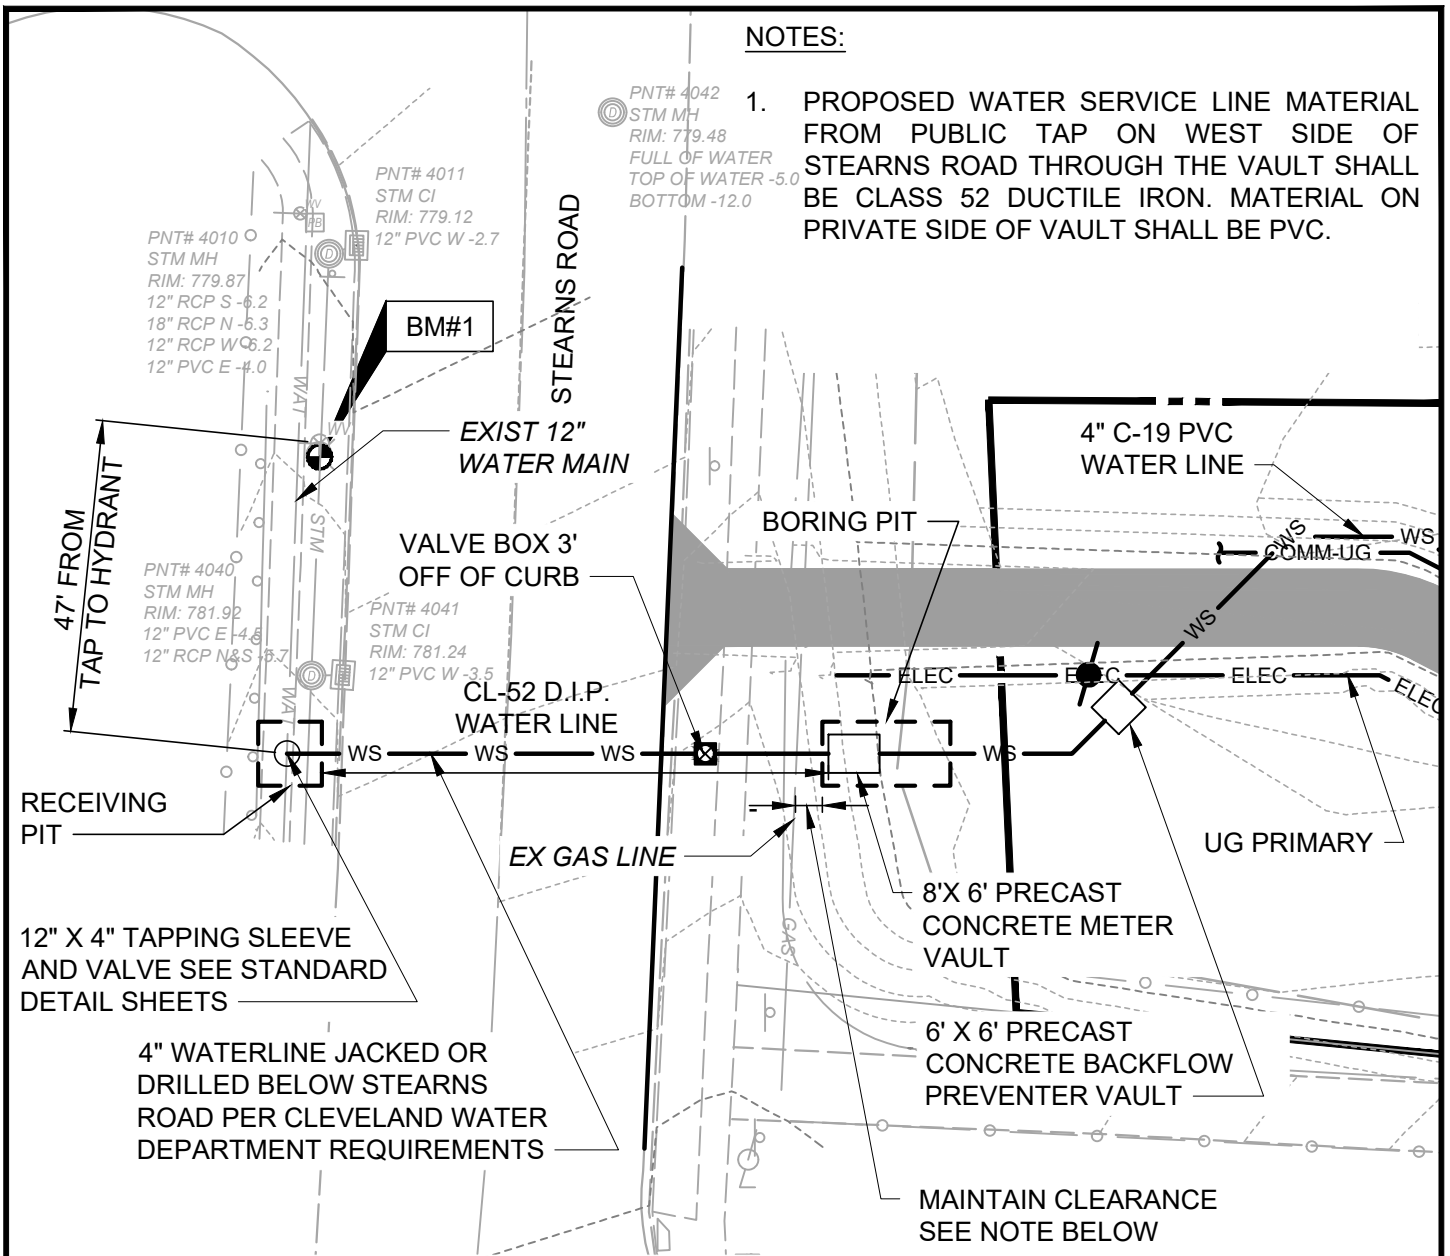 NOTES:
1. PROPOSED WATER SERVICE LINE MATERIAL
FROM PUBLIC TAP ON WEST SIDE OF
STEARNS ROAD THROUGH THE VAULT SHALL
BE CLASS 52 DUCTILE IRON. MATERIAL ON
PRIVATE SIDE OF VAULT SHALL BE PVC.
PNT# 4042
STM MH
RIM: 779.48
FULL OF WATER
TOP OF WATER -5.0
BOTTOM -12.0
D
PNT# 4011
STM CI
RIM: 779.12
12" PVC W -2.7
WV
PB
D
PNT# 4010
STM MH
RIM: 779.87
12" RCP S -6.2
18" RCP N -6.3
12" RCP W -6.2
12" PVC E -4.0
STEARNS ROAD
BM#1
WAT
WV
EXIST 12"
WATER MAIN
STM
47' FROM
TAP TO HYDRANT
4" C-19 PVC
WATER LINE
BORING PIT
VALVE BOX 3'
OFF OF CURB
WS
WS
COMM-UG
WS
PNT# 4040
STM MH
RIM: 781.92
12" PVC E -4.5
12" RCP N&S -5.7
PNT# 4041
STM CI
RIM: 781.24
12" PVC W -3.5
D
WAT
ELEC
ELEC
ELEC
ELEC
CL-52 D.I.P.
WATER LINE
WS
WS
WS
WS
RECEIVING
PIT
EX GAS LINE
UG PRIMARY
GAS
8'X 6' PRECAST
CONCRETE METER
VAULT
12" X 4" TAPPING SLEEVE
AND VALVE SEE STANDARD
DETAIL SHEETS
6' X 6' PRECAST
CONCRETE BACKFLOW
PREVENTER VAULT
4" WATERLINE JACKED OR
DRILLED BELOW STEARNS
ROAD PER CLEVELAND WATER
DEPARTMENT REQUIREMENTS
MAINTAIN CLEARANCE
SEE NOTE BELOW